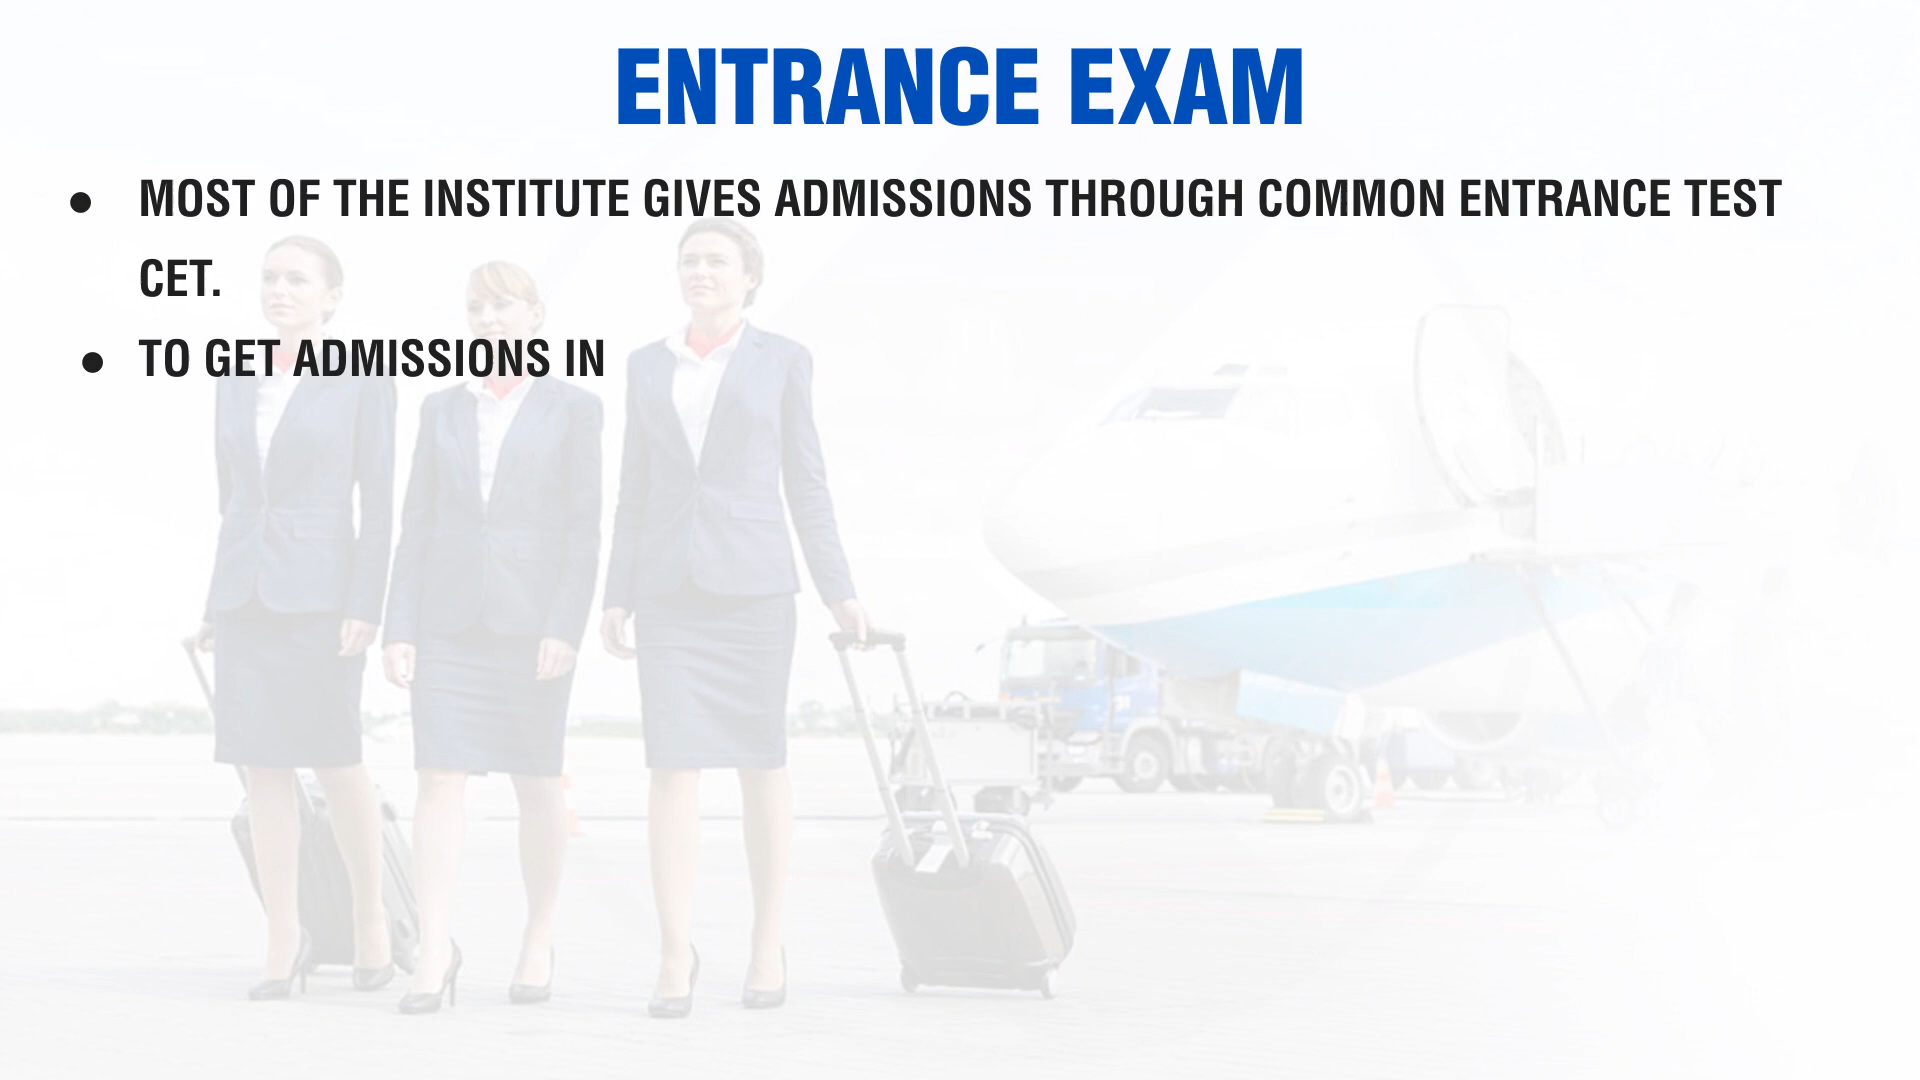 ENTRANCE EXAM
● MOST OF THE INSTITUTE GIVES ADMISSIONS THROUGH COMMON ENTRANCE TEST
CET.
● TO GET ADMISSIONS IN